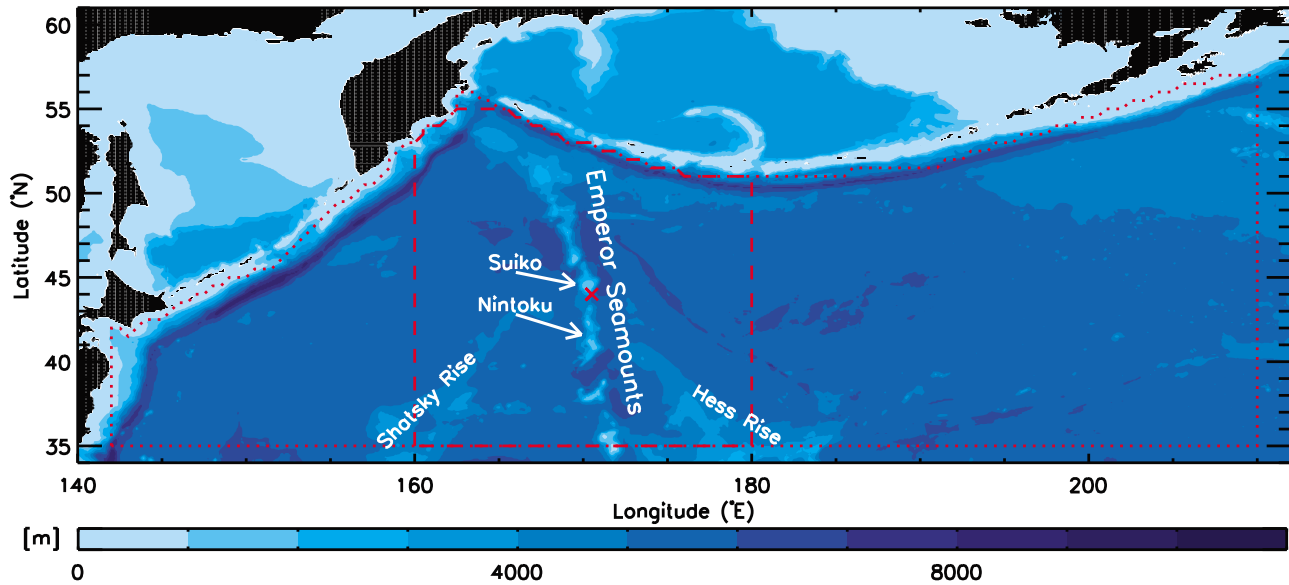 60
55
50
45
40
35
Latitude (°N)
Emperor Seamounts
Suiko
Nintoku
Shatsky Rise
Hess Rise
140
160
180
200
Longitude (°E)
[m]
0
4000
8000